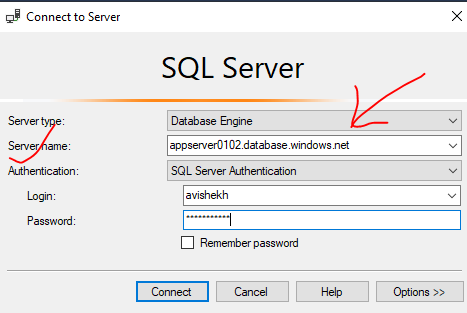 Connect to Server
SQL Server
Server type: Database Engine
Server name: appserver0102.database.windows.net
Authentication: SQL Server Authentication
Login: avishekh
Password: ***********
Remember password
Connect Cancel Help Options >>